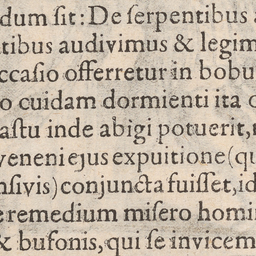 dum ſit: De ſerpentibus
tibus audivimus & legim
ccaſio offerretur in bobu
o cuidam dormienti ita
aſtu inde abigi potuerit,
veneni ejus expuitione (qu
nſivis) conjuncta fuiſſet, id
e remedium miſero homi
& bufonis, qui ſe invicem